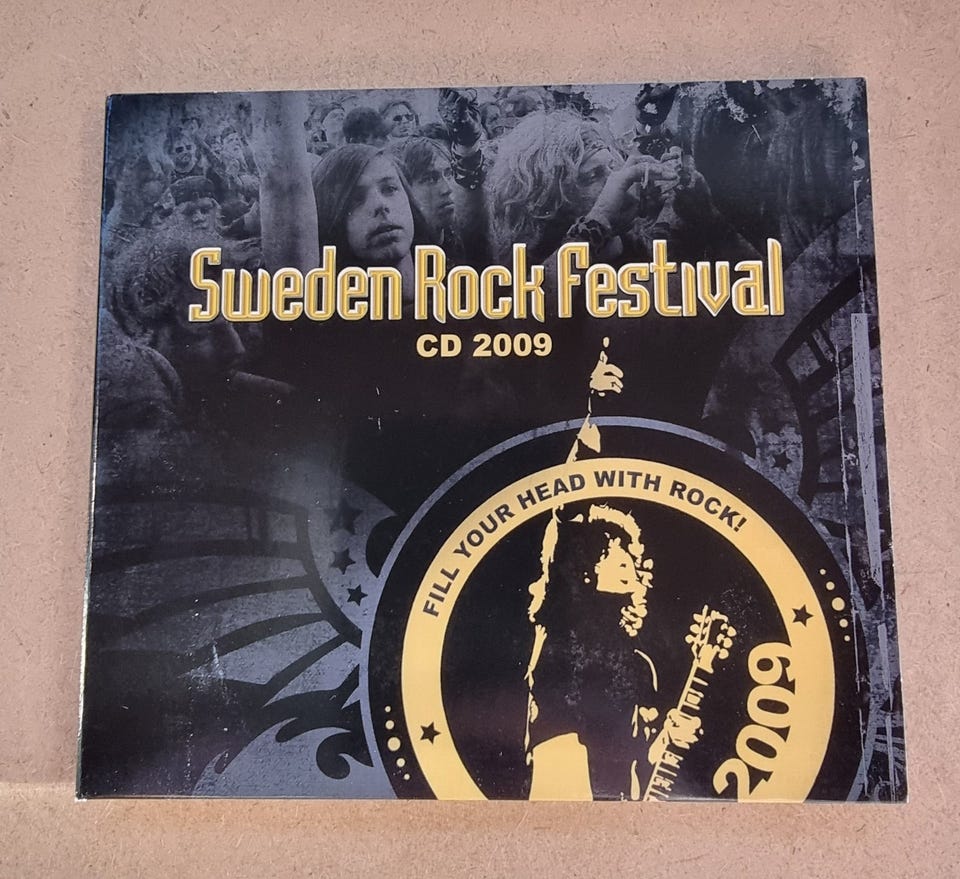 Sweden Rock Festival
CD 2009
FILL YOUR HEAD WITH ROCK!
2009